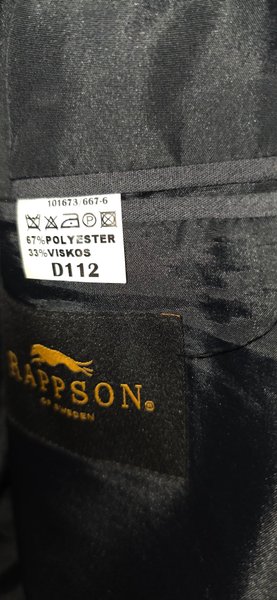 101673/667-6
67%POLYESTER
33%VISKOS
D112
RAPPSON®
OF SWEDEN